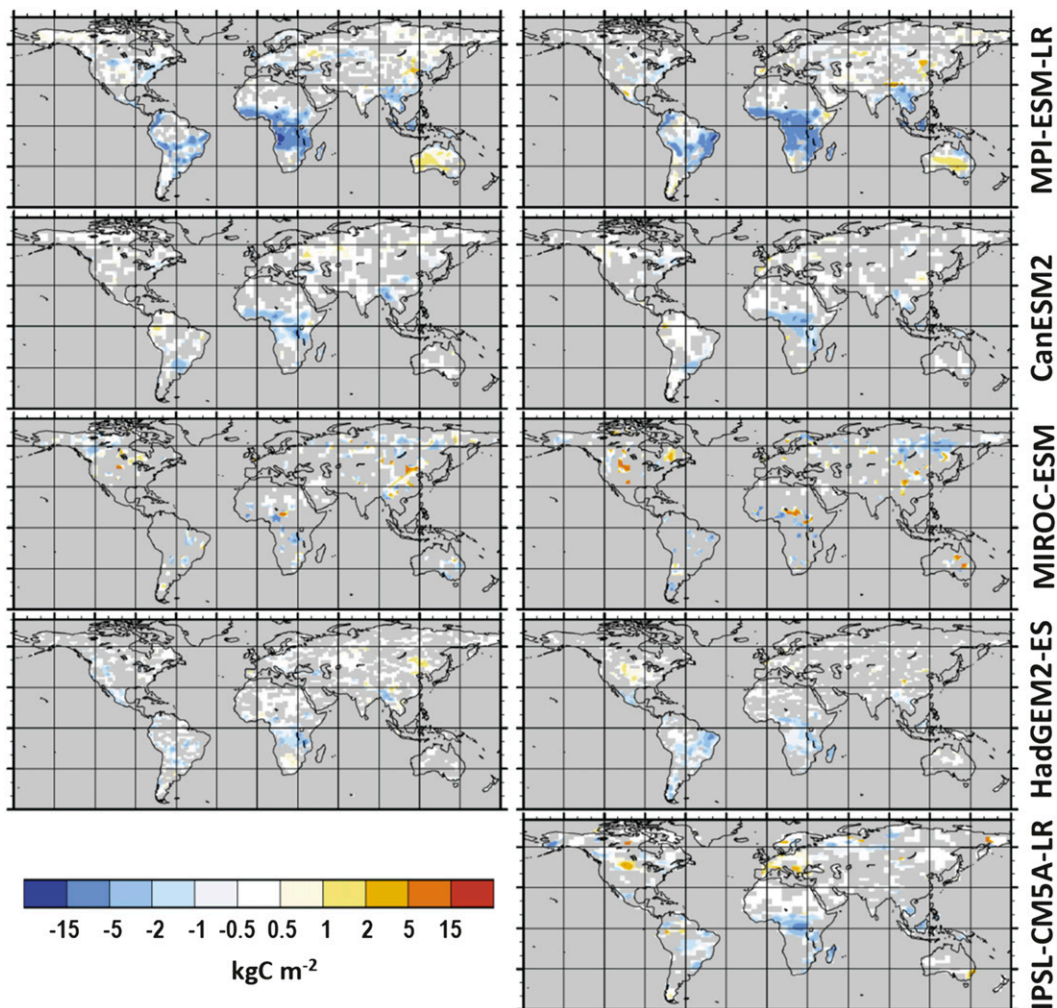 MPI-ESM-LR
CanESM2
MIROC-ESM
HadGEM2-ES
IPSL-CM5A-LR
-15 -5 -2 -1 -0.5 0.5 1 2 5 15
kgC m-2